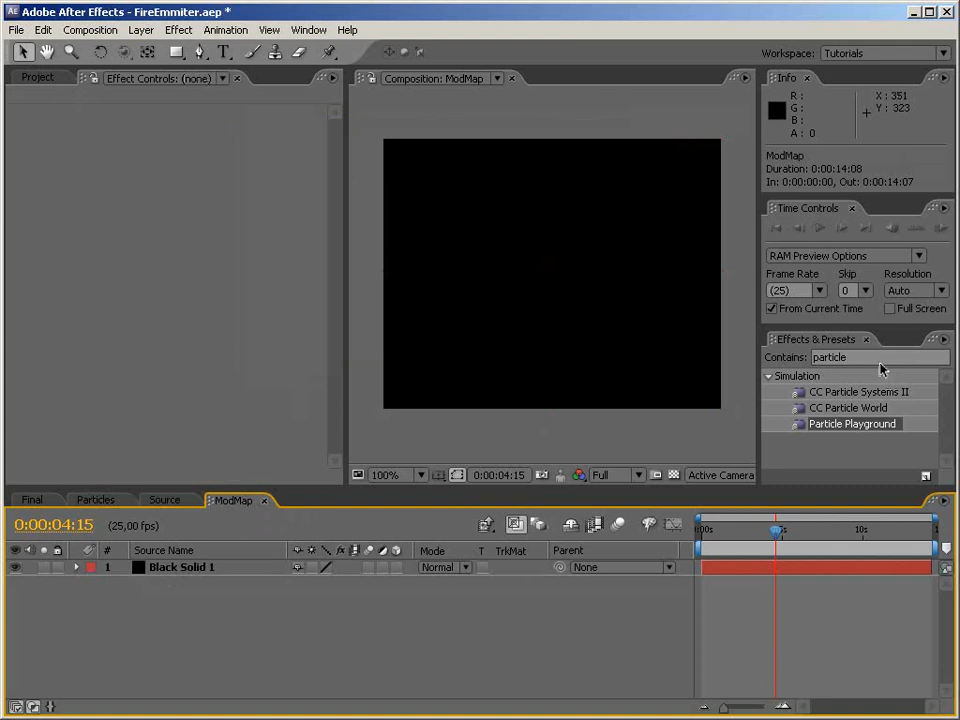 Adobe After Effects - FireEmmiter.aep *
File Edit Composition Layer Effect Animation View Window Help
Workspace: Tutorials
Project Effect Controls: (none) Composition: ModMap Info
R :
G :
B :
A : 0
X : 351
Y : 323
ModMap
Duration: 0:00:14:08
In: 0:00:00:00, Out: 0:00:14:07
Time Controls
RAM Preview Options
Frame Rate Skip Resolution
(25) 0 Auto
From Current Time Full Screen
Effects & Presets
Contains: particle
Simulation
CC Particle Systems II
CC Particle World
Particle Playground
100% 0:00:04:15 Full Active Camera
Final Particles Source ModMap
0:00:04:15 (25,00 fps)
:00s 10s
# Source Name Mode T TrkMat Parent
1 Black Solid 1 Normal None